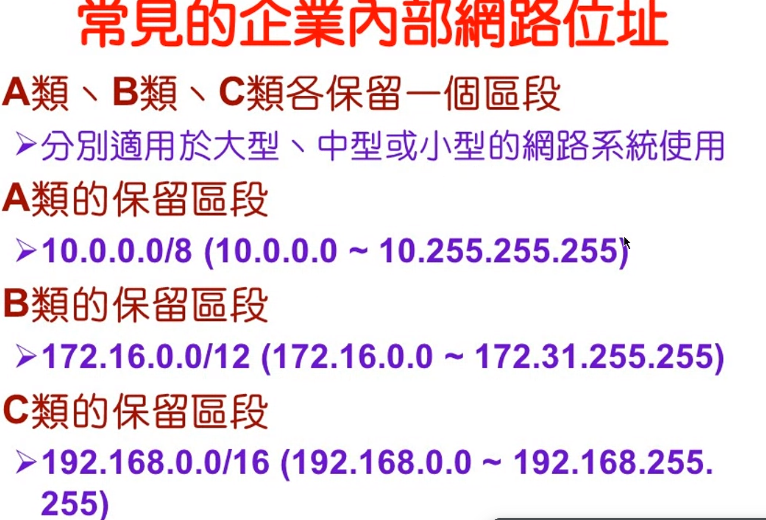 常見的企業內部網路位址
A類、B類、C類各保留一個區段
➢分別適用於大型、中型或小型的網路系統使用
A類的保留區段
➢10.0.0.0/8 (10.0.0.0 ~ 10.255.255.255)
B類的保留區段
➢172.16.0.0/12 (172.16.0.0 ~ 172.31.255.255)
C類的保留區段
➢192.168.0.0/16 (192.168.0.0 ~ 192.168.255.
255)